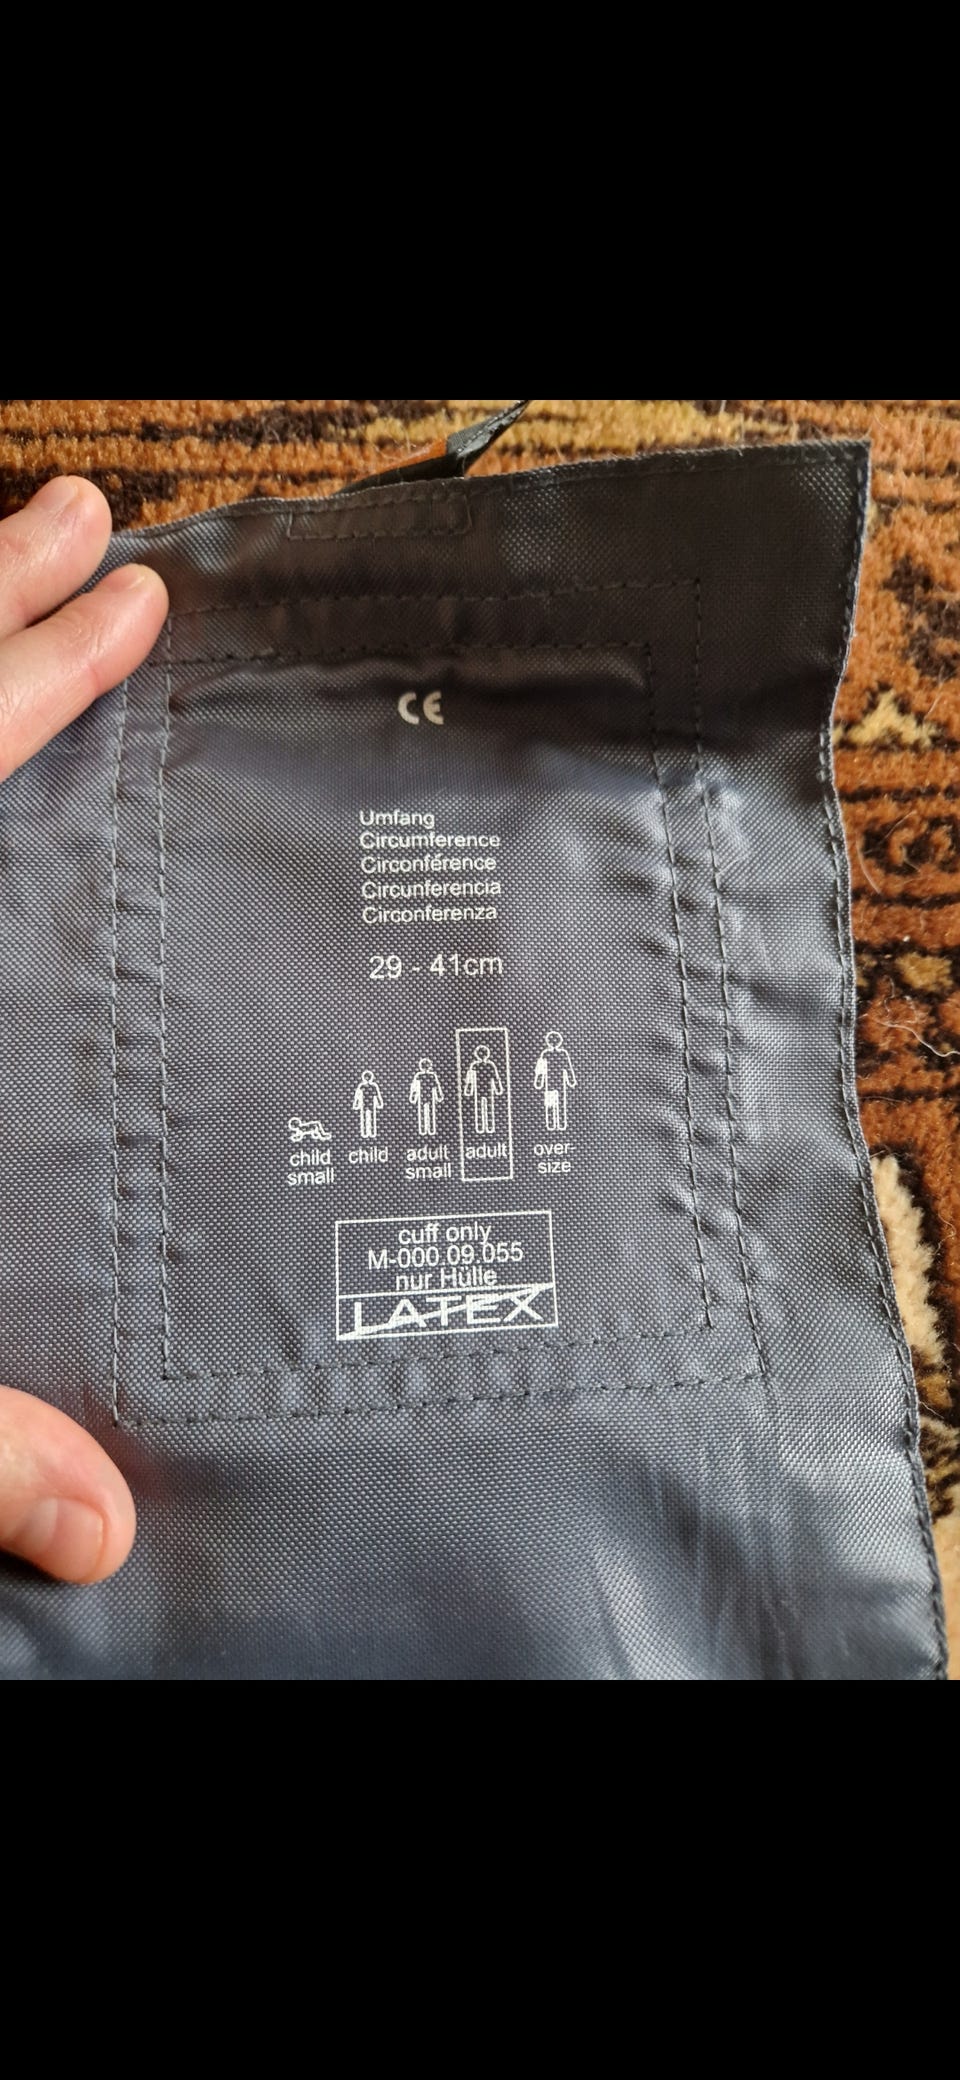 CE
Umfang
Circumference
Circonférence
Circunferencia
Circonferenza
29 - 41cm
child small
child
adult small
adult
over-size
cuff only
M-000.09.055
nur Hülle
LATEX